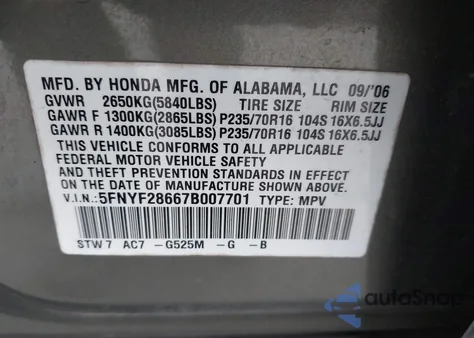 MFD. BY HONDA MFG. OF ALABAMA, LLC 09/'06
GVWR 2650KG(5840LBS) TIRE SIZE RIM SIZE
GAWR F 1300KG(2865LBS) P235/70R16 104S 16X6.5JJ
GAWR R 1400KG(3085LBS) P235/70R16 104S 16X6.5JJ
THIS VEHICLE CONFORMS TO ALL APPLICABLE
FEDERAL MOTOR VEHICLE SAFETY
AND THEFT PREVENTION STANDARDS IN EFFECT
ON THE DATE OF MANUFACTURE SHOWN ABOVE.
V.I.N.: 5FNYF28667B007701 TYPE: MPV
STW7 AC7 -G525M -G -B
autoSnap